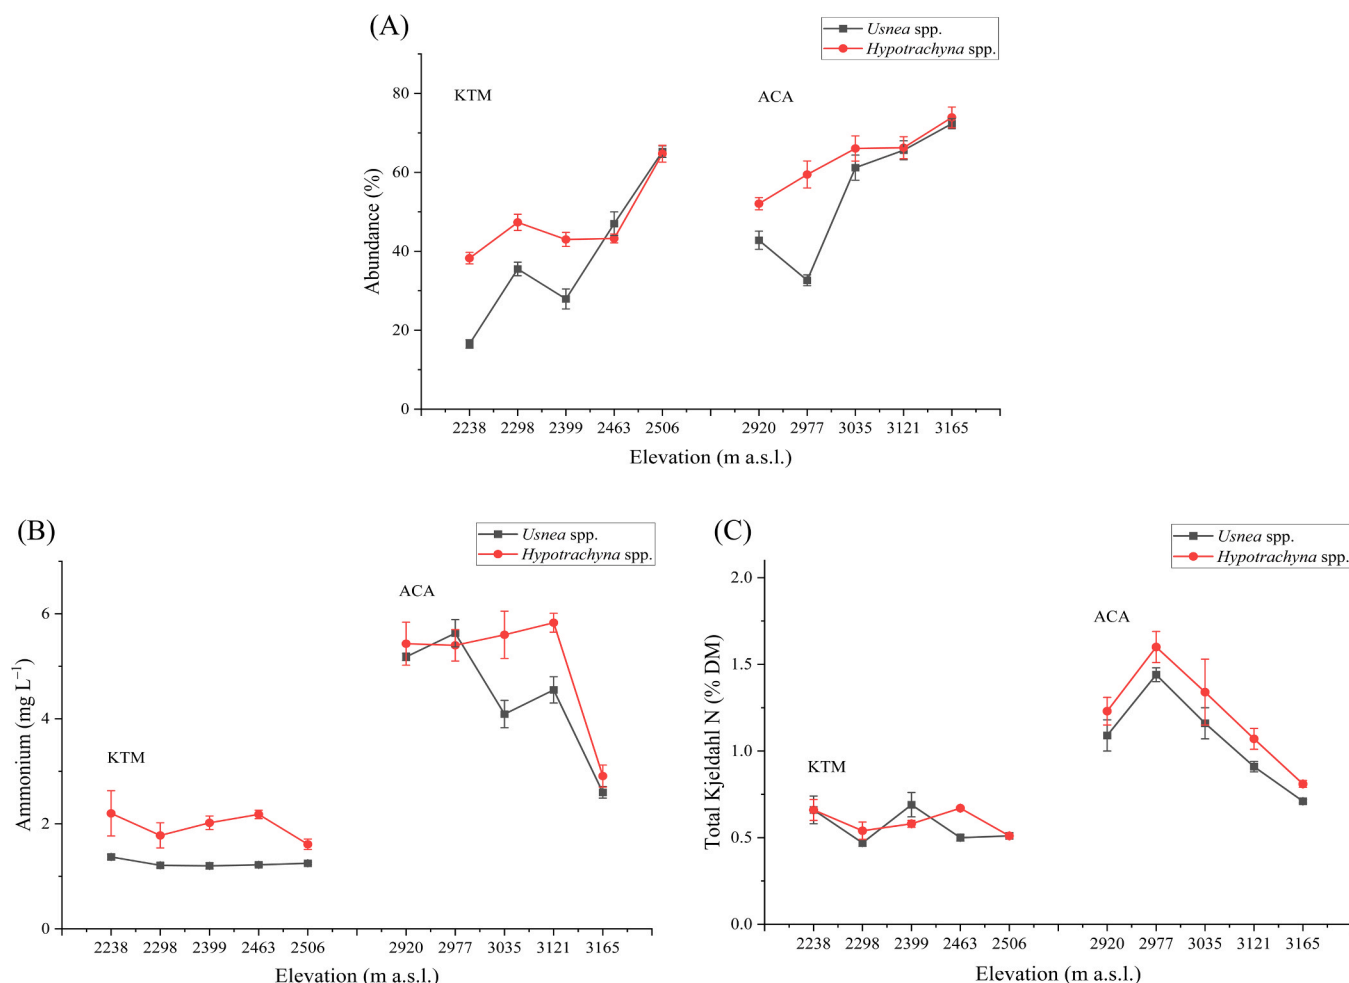 (A)
Usnea spp.
Hypotrachyna spp.
KTM
ACA
80
60
40
20
0
Abundance (%)
2238 2298 2399 2463 2506 2920 2977 3035 3121 3165
Elevation (m a.s.l.)
(B)
Usnea spp.
Hypotrachyna spp.
ACA
KTM
6
4
2
0
Ammonium (mg L⁻¹)
2238 2298 2399 2463 2506 2920 2977 3035 3121 3165
Elevation (m a.s.l.)
(C)
Usnea spp.
Hypotrachyna spp.
ACA
KTM
2.0
1.5
1.0
0.5
0.0
Total Kjeldahl N (% DM)
2238 2298 2399 2463 2506 2920 2977 3035 3121 3165
Elevation (m a.s.l.)